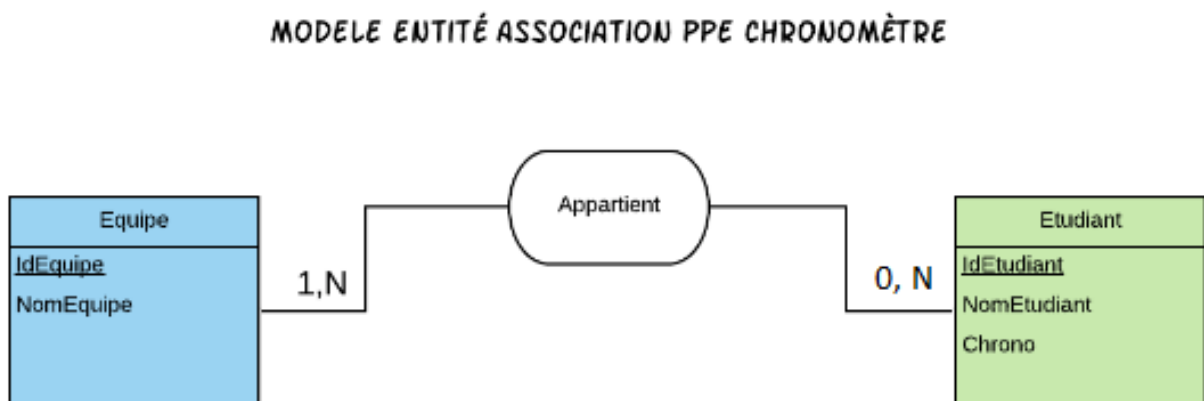 MODELE ENTITÉ ASSOCIATION PPE CHRONOMÈTRE
Equipe
IdEquipe
NomEquipe
1,N
Appartient
0, N
Etudiant
IdEtudiant
NomEtudiant
Chrono